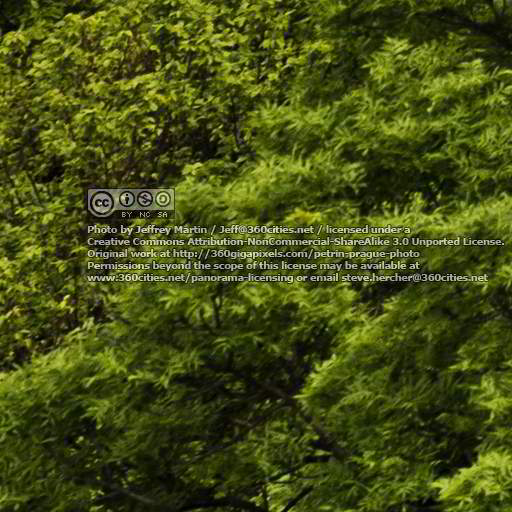 cc
BY NC SA
Photo by Jeffrey Martin / Jeff@360cities.net / licensed under a
Creative Commons Attribution-NonCommercial-ShareAlike 3.0 Unported License.
Original work at http://360gigapixels.com/petrin-prague-photo
Permissions beyond the scope of this license may be available at
www.360cities.net/panorama-licensing or email steve.hercher@360cities.net